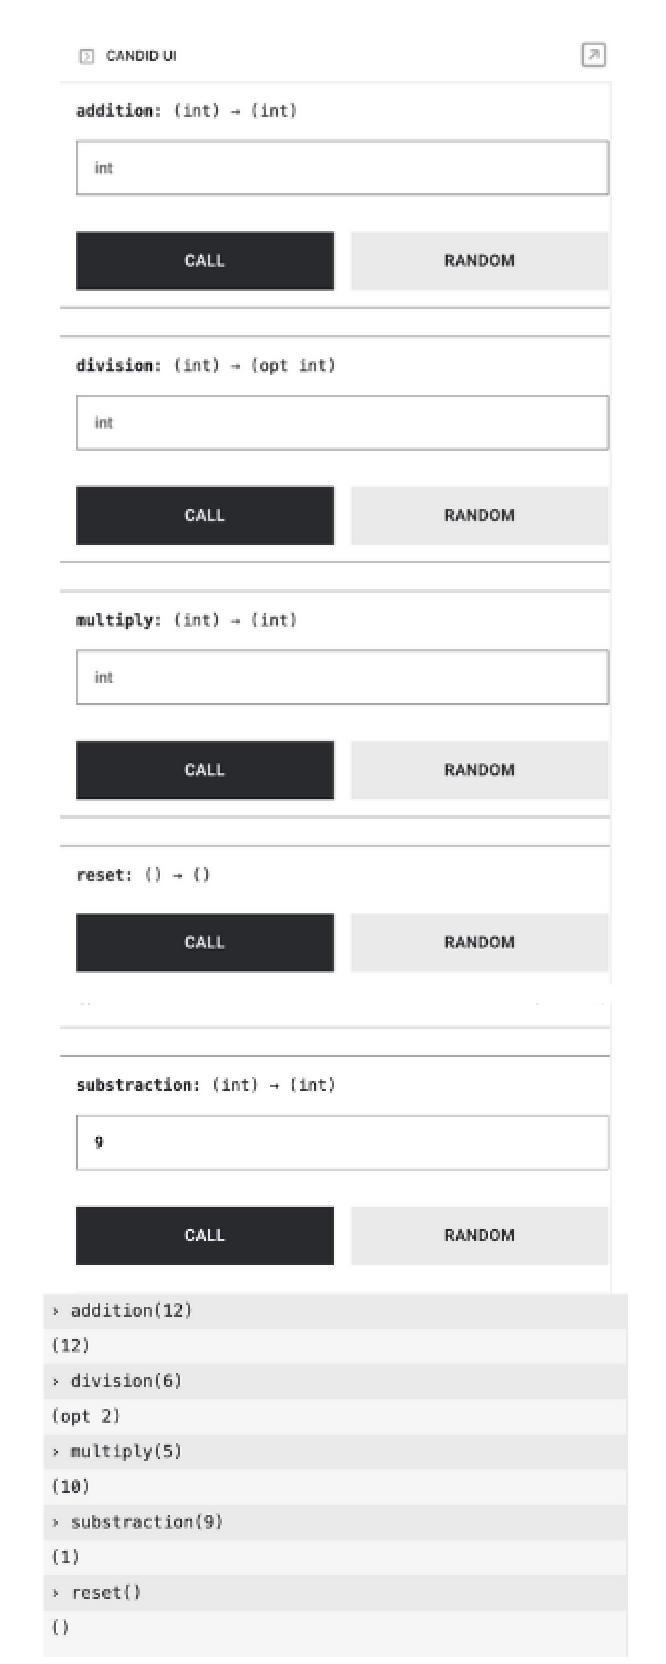 CANDID UI
addition: (int) → (int)
int
CALL RANDOM
division: (int) → (opt int)
int
CALL RANDOM
multiply: (int) → (int)
int
CALL RANDOM
reset: () → ()
CALL RANDOM
substraction: (int) → (int)
9
CALL RANDOM
› addition(12)
(12)
› division(6)
(opt 2)
› multiply(5)
(10)
› substraction(9)
(1)
› reset()
()